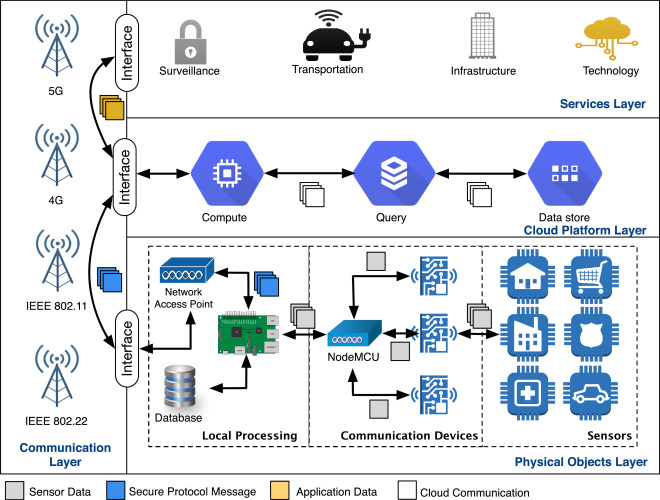 5G
4G
IEEE 802.11
IEEE 802.22
Communication
Layer
Interface
Interface
Interface
Surveillance
Transportation
Infrastructure
Technology
Services Layer
Compute
Query
Data store
Cloud Platform Layer
Network
Access Point
Database
Local Processing
NodeMCU
Communication Devices
Sensors
Physical Objects Layer
Sensor Data
Secure Protocol Message
Application Data
Cloud Communication